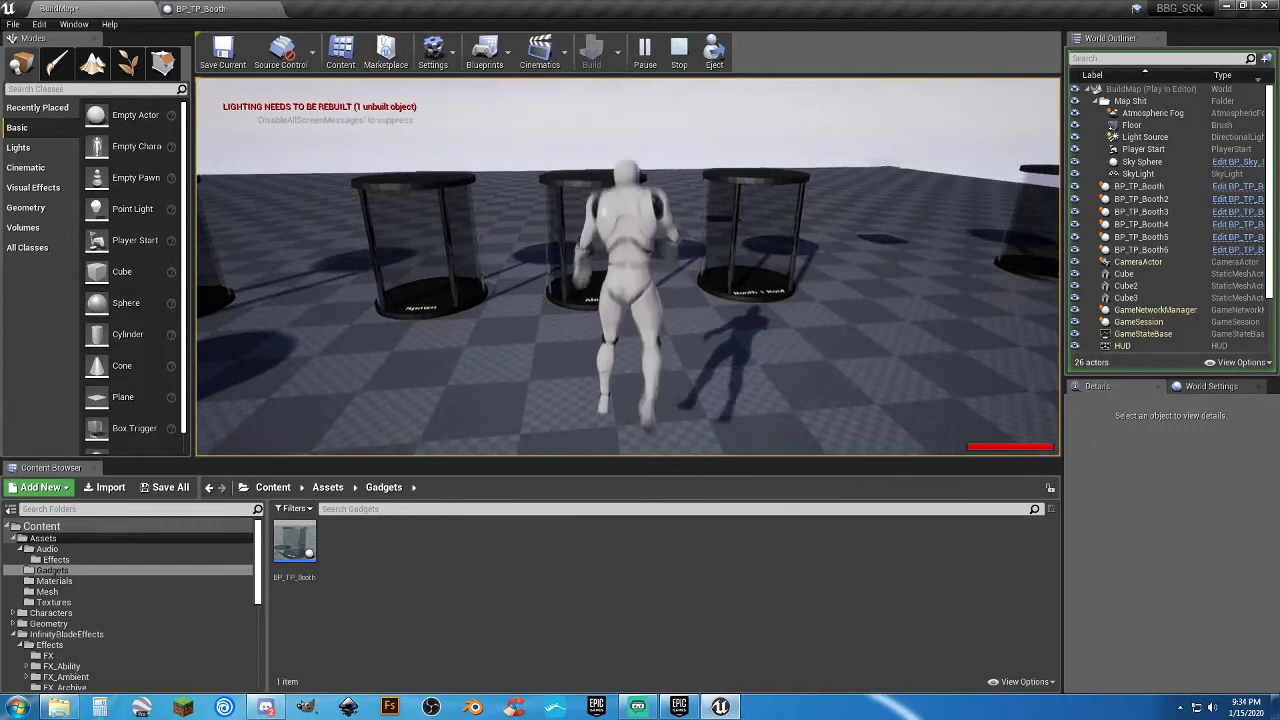 BuildMap*
BP_TP_Booth
BBG_SGK
File
Edit
Window
Help
Modes
Search Classes
Recently Placed
Basic
Lights
Cinematic
Visual Effects
Geometry
Volumes
All Classes
Empty Actor
Empty Chara
Empty Pawn
Point Light
Player Start
Cube
Sphere
Cylinder
Cone
Plane
Box Trigger
Save Current
Source Control
Content
Marketplace
Settings
Blueprints
Cinematics
Build
Pause
Stop
Eject
LIGHTING NEEDS TO BE REBUILT (1 unbuilt object)
'DisableAllScreenMessages' to suppress
Spawn
World Outliner
Search...
Label Type
BuildMap (Play In Editor) World
Map Shit Folder
Atmospheric Fog AtmosphericFo
Floor Brush
Light Source DirectionalLigh
Player Start PlayerStart
Sky Sphere Edit BP_Sky_S
SkyLight SkyLight
BP_TP_Booth Edit BP_TP_B
BP_TP_Booth2 Edit BP_TP_B
BP_TP_Booth3 Edit BP_TP_B
BP_TP_Booth4 Edit BP_TP_B
BP_TP_Booth5 Edit BP_TP_B
BP_TP_Booth6 Edit BP_TP_B
CameraActor CameraActor
Cube StaticMeshAct
Cube2 StaticMeshAct
Cube3 StaticMeshAct
GameNetworkManager GameNetworkM
GameSession GameSession
GameStateBase GameStateBase
HUD HUD
26 actors
View Options
Details
World Settings
Select an object to view details.
Content Browser
Add New
Import
Save All
Content
Assets
Gadgets
Search Folders
Filters
Search Gadgets
Content
Assets
Audio
Effects
Gadgets
Materials
Mesh
Textures
Characters
Geometry
InfinityBladeEffects
Effects
FX
FX_Ability
FX_Ambient
FX_Archive
BP_TP_Booth
1 item
View Options
Pro
Fs
EPIC GAMES
EPIC GAMES
9:34 PM
1/15/2020